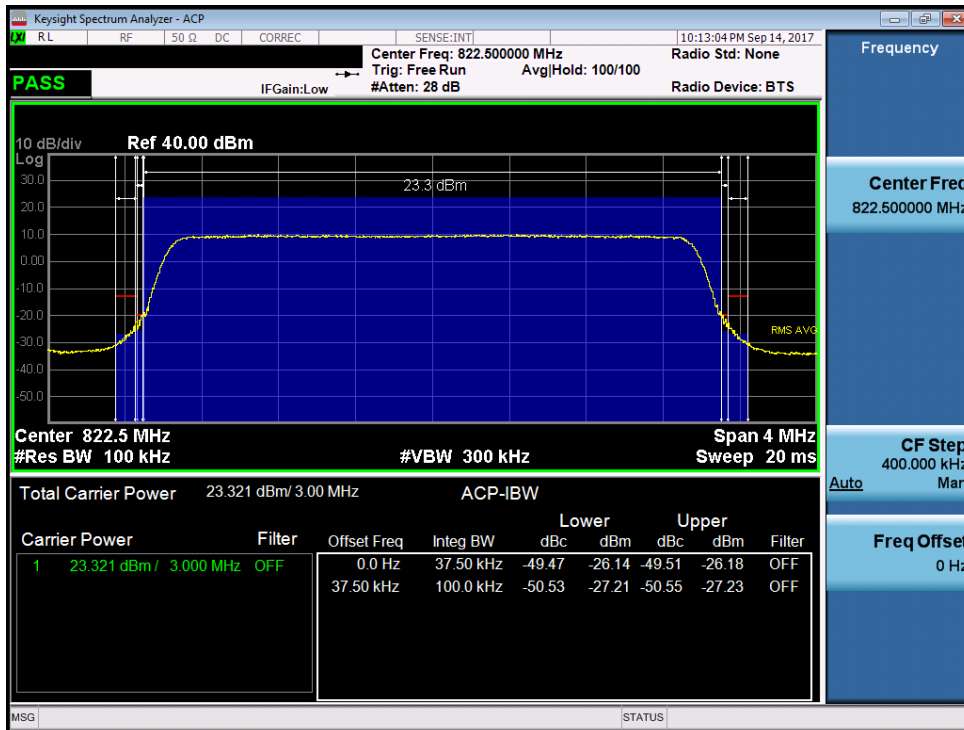 Keysight Spectrum Analyzer - ACP
LXI RL RF 50 Ω DC CORREC SENSE:INT 10:13:04 PM Sep 14, 2017
Center Freq: 822.500000 MHz Radio Std: None
Trig: Free Run Avg|Hold: 100/100
PASS IFGain:Low #Atten: 28 dB Radio Device: BTS
10 dB/div Ref 40.00 dBm
Log
30.0
23.3 dBm
20.0
10.0
0.00
-10.0
-20.0
RMS AVG
-30.0
-40.0
-50.0
Center 822.5 MHz Span 4 MHz
#Res BW 100 kHz #VBW 300 kHz Sweep 20 ms
Total Carrier Power 23.321 dBm/ 3.00 MHz ACP-IBW
Lower Upper
Carrier Power Filter Offset Freq Integ BW dBc dBm dBc dBm Filter
1 23.321 dBm / 3.000 MHz OFF 0.0 Hz 37.50 kHz -49.47 -26.14 -49.51 -26.18 OFF
37.50 kHz 100.0 kHz -50.53 -27.21 -50.55 -27.23 OFF
MSG STATUS
Frequency
Center Freq
822.500000 MHz
CF Step
400.000 kHz
Auto Man
Freq Offset
0 Hz